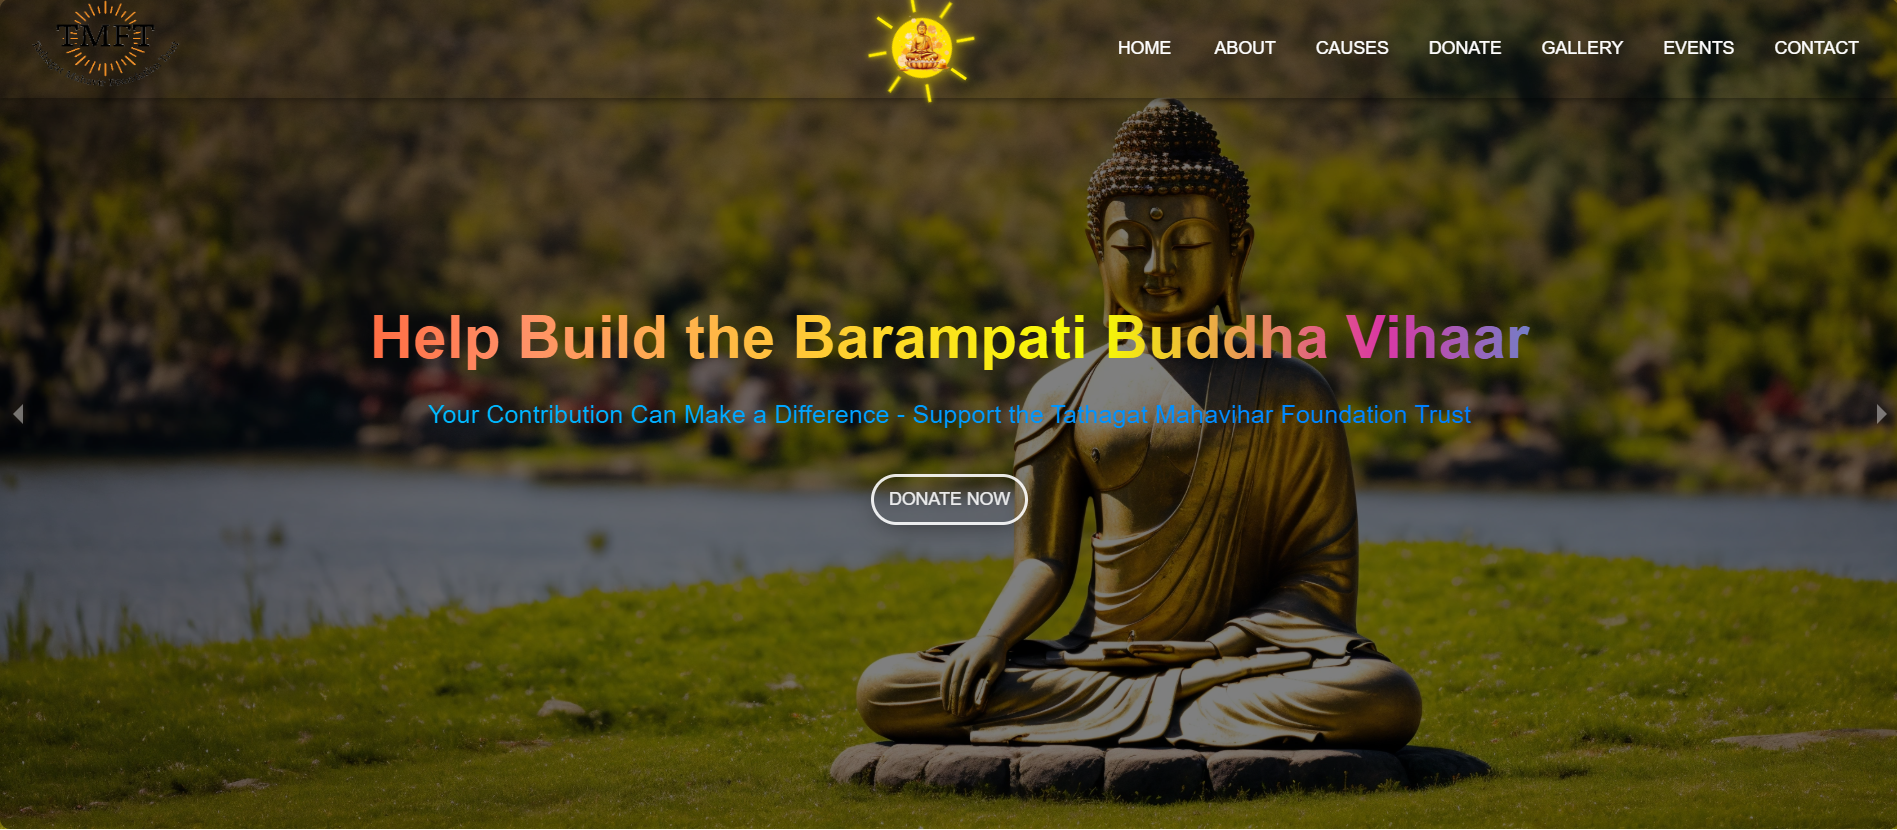 TMFT
HOME ABOUT CAUSES DONATE GALLERY EVENTS CONTACT
Help Build the Barampati Buddha Vihaar
Your Contribution Can Make a Difference - Support the Tathagat Mahavihar Foundation Trust
DONATE NOW